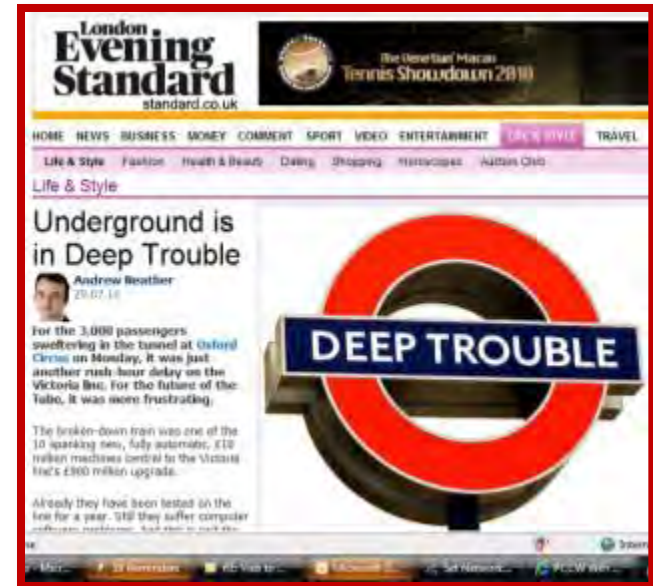 London
Evening
Standard
standard.co.uk
The Venetian Macao
Tennis Showdown 2010
HOME NEWS BUSINESS MONEY COMMENT SPORT VIDEO ENTERTAINMENT LIFE & STYLE TRAVEL
Life & Style Fashion Health & Beauty Dating Shopping Horoscopes Auction Club
Life & Style
Underground is
in Deep Trouble
Andrew Neather
DEEP TROUBLE
For the 3,000 passengers
sweltering in the tunnel at Oxford
Circus on Monday, it was just
another rush-hour delay on the
Victoria line. For the future of the
Tube, it was more frustrating.
The broken-down train was one of the
10 spanking new, fully automatic, £10
million machines central to the Victoria
line's £900 million upgrade.
Already they have been tested on the
line for a year. Still they suffer computer